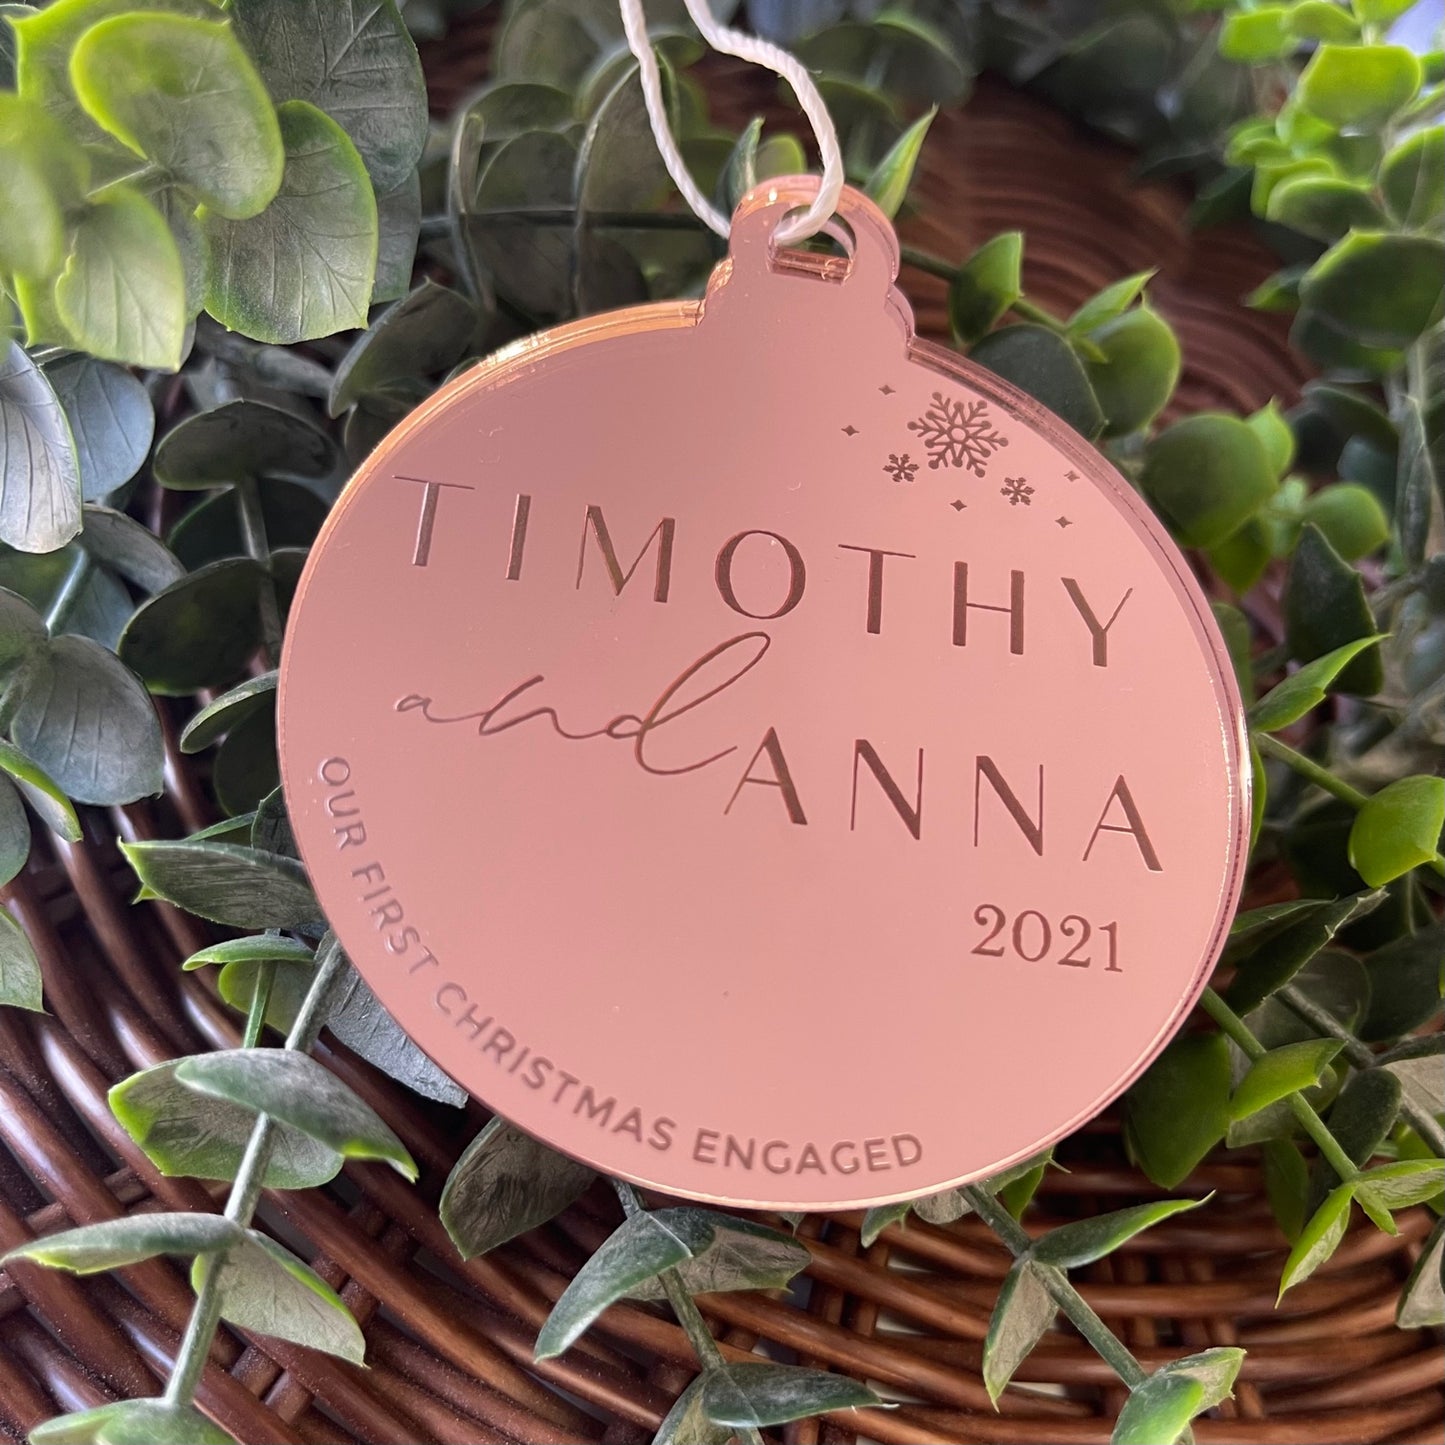 TIMOTHY
and ANNA
2021
OUR FIRST CHRISTMAS ENGAGED